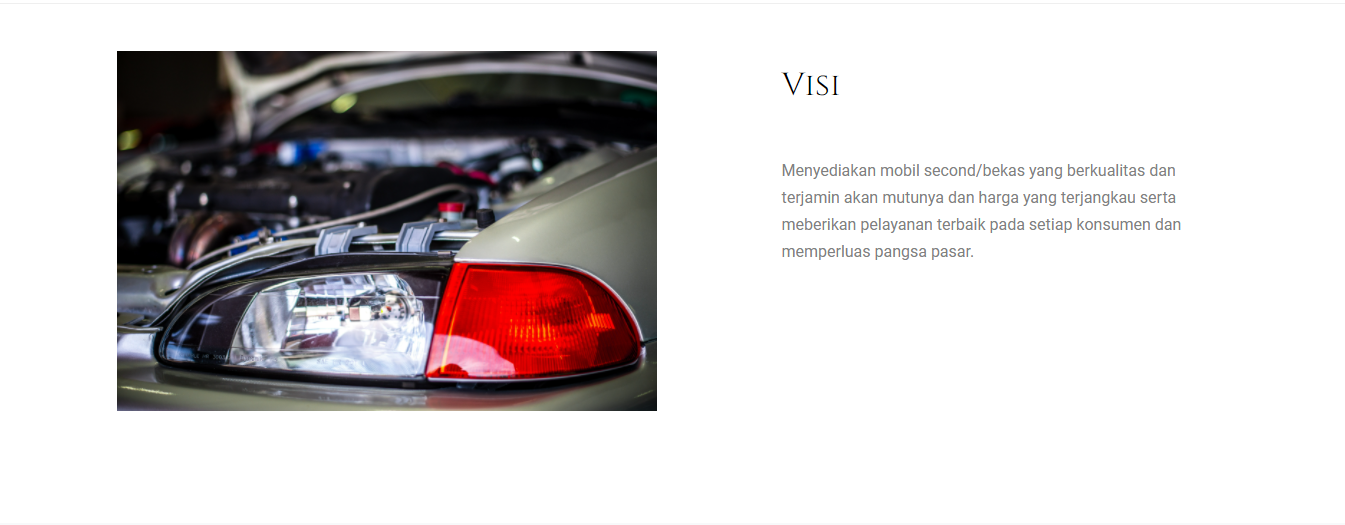 Visi
Menyediakan mobil second/bekas yang berkualitas dan
terjamin akan mutunya dan harga yang terjangkau serta
meberikan pelayanan terbaik pada setiap konsumen dan
memperluas pangsa pasar.